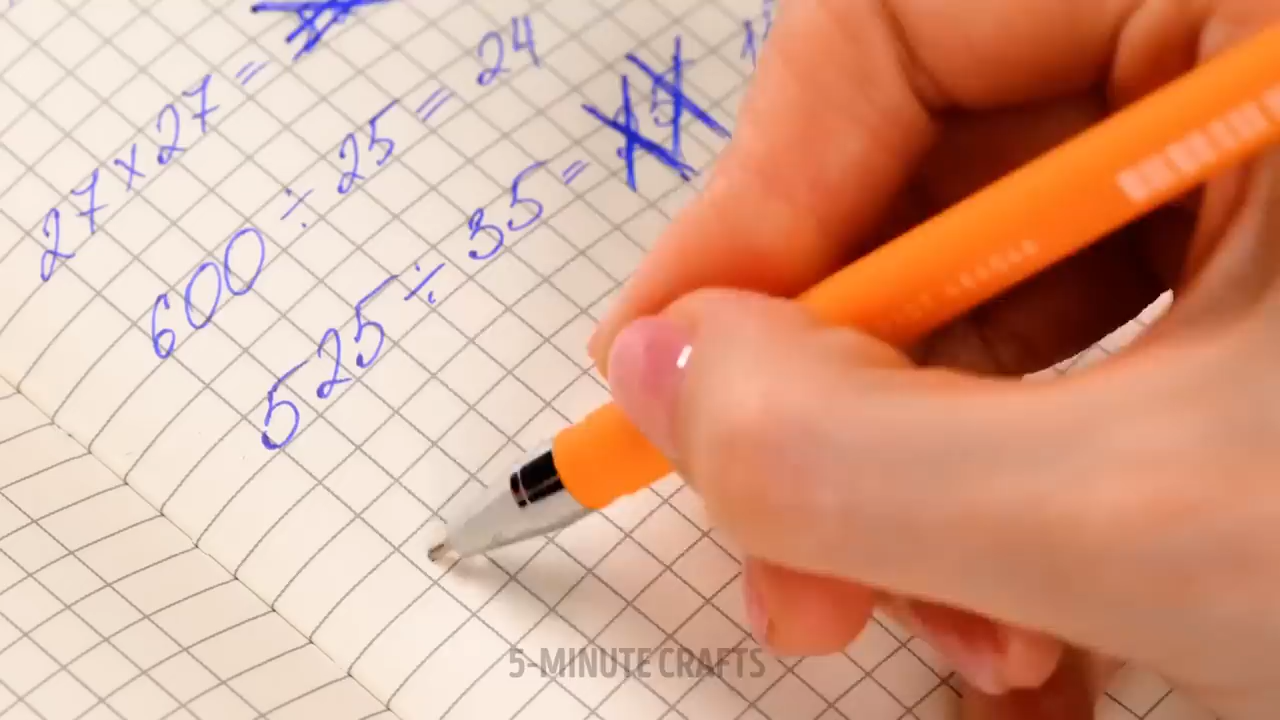 27 × 27 =
600 ÷ 25 = 24
525 ÷ 35 =
5-MINUTE CRAFTS